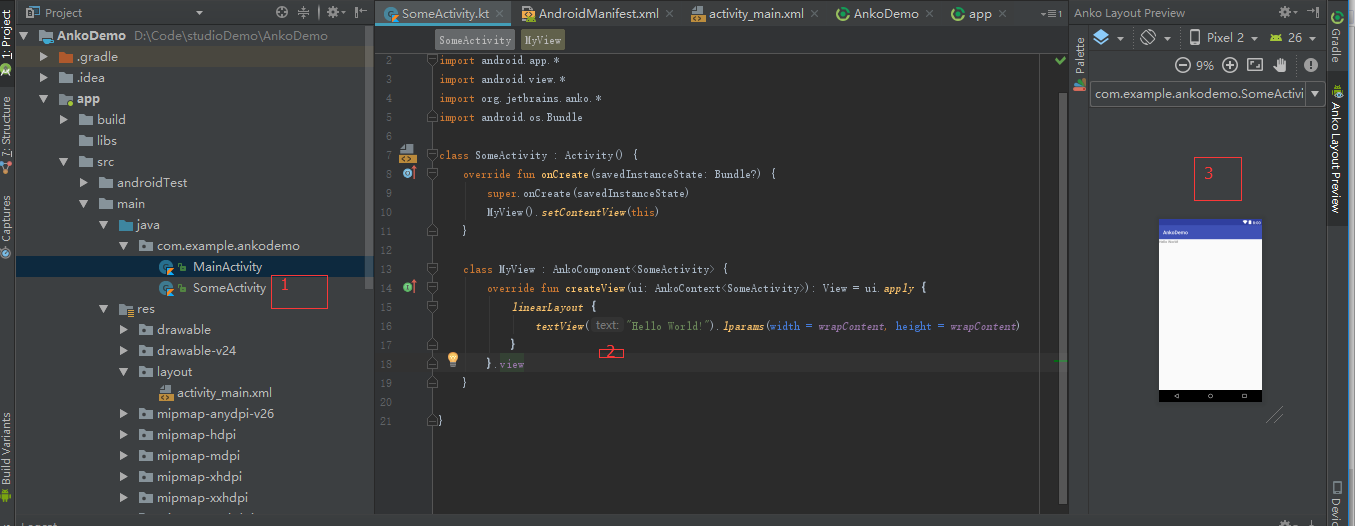 Project
AnkoDemo D:\Code\studioDemo\AnkoDemo
.gradle
.idea
app
build
libs
src
androidTest
main
java
com.example.ankodemo
MainActivity
SomeActivity
1
res
drawable
drawable-v24
layout
activity_main.xml
mipmap-anydpi-v26
mipmap-hdpi
mipmap-mdpi
mipmap-xhdpi
mipmap-xxhdpi
1: Project
7: Structure
Captures
Build Variants
SomeActivity.kt AndroidManifest.xml activity_main.xml AnkoDemo app
SomeActivity MyView
2 import android.app.*
3 import android.view.*
4 import org.jetbrains.anko.*
5 import android.os.Bundle
6
7 class SomeActivity : Activity() {
8 override fun onCreate(savedInstanceState: Bundle?) {
9 super.onCreate(savedInstanceState)
10 MyView().setContentView(this)
11 }
12
13 class MyView : AnkoComponent<SomeActivity> {
14 override fun createView(ui: AnkoContext<SomeActivity>): View = ui.apply {
15 linearLayout {
16 textView( text: "Hello World!").lparams(width = wrapContent, height = wrapContent)
17 }
2
18 }.view
19 }
20
21 }
Anko Layout Preview
Palette
Pixel 2 26
9%
com.example.ankodemo.SomeActivi
3
AnkoDemo
Gradle
Anko Layout Preview